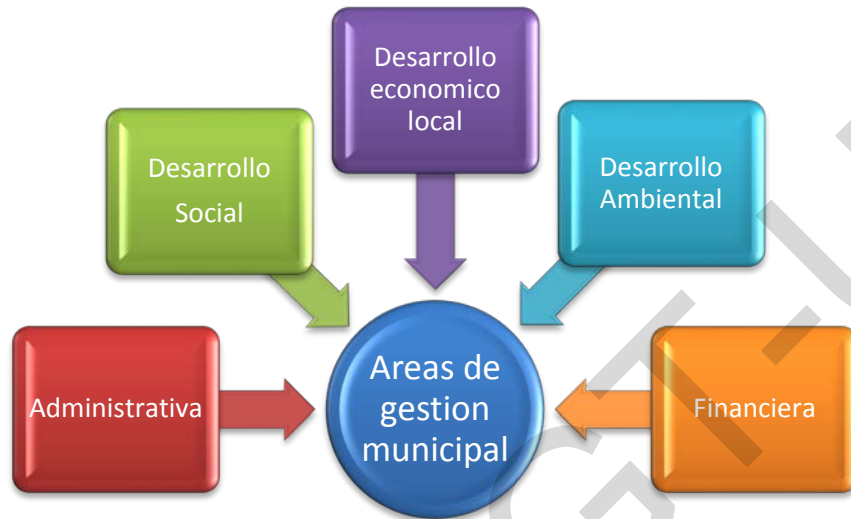 Desarrollo
economico
local
Desarrollo
Social
Desarrollo
Ambiental
Administrativa
Areas de
gestion
municipal
Financiera